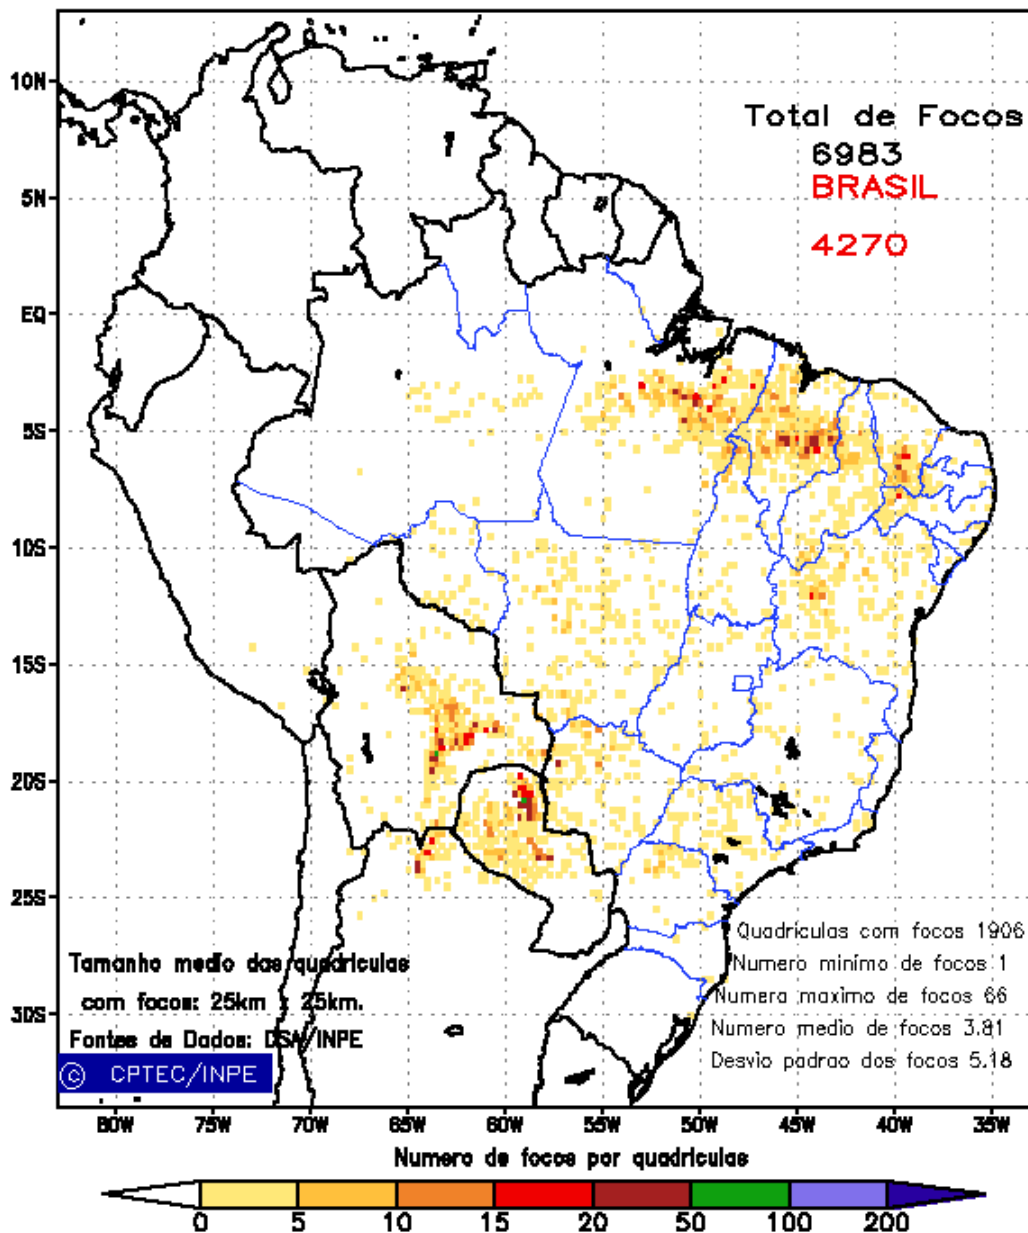 Total de Focos
6983
BRASIL
4270
10N
5N
EQ
5S
10S
15S
20S
25S
30S
Quadrículas com focos 1906
Numero minímo de focos 1
Numero maximo de focos 66
Numero medio de focos 3.81
Desvio padrao dos focos 5.18
Tamanho medio das quadriculas
com focos: 25km x 25km.
Fontes de Dados: DSA/INPE
© CPTEC/INPE
80W 75W 70W 65W 60W 55W 50W 45W 40W 35W
Numero de focos por quadrículas
0 5 10 15 20 50 100 200